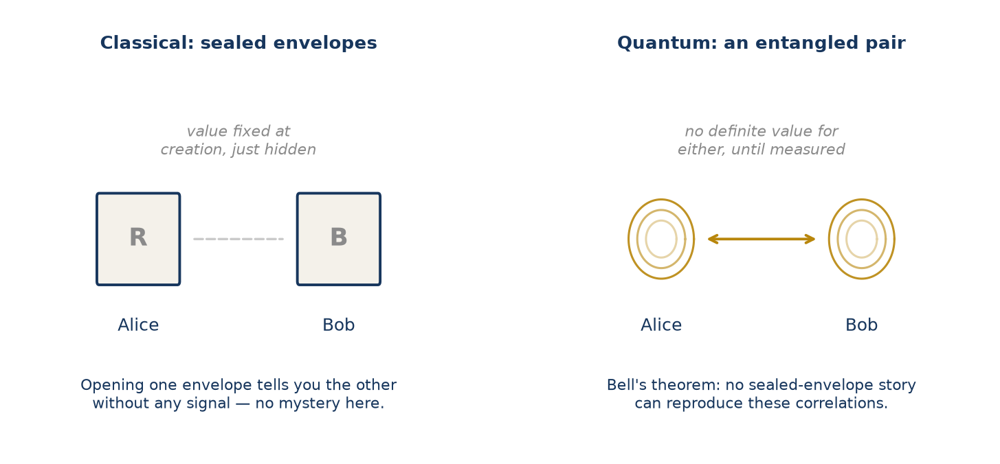 Classical: sealed envelopes
value fixed at
creation, just hidden
R
B
Alice
Bob
Opening one envelope tells you the other
without any signal — no mystery here.
Quantum: an entangled pair
no definite value for
either, until measured
Alice
Bob
Bell's theorem: no sealed-envelope story
can reproduce these correlations.